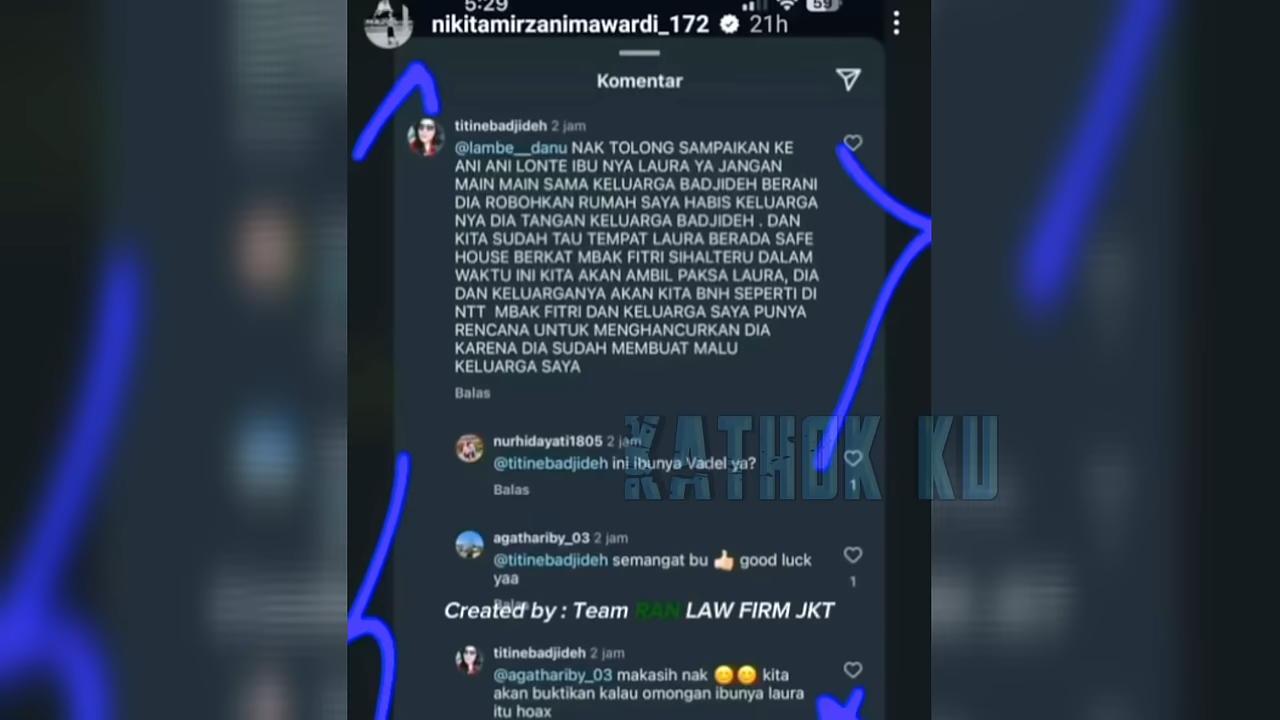 5:29
59
nikitamirzanimawardi_172 21h
Komentar
titinebadjideh 2 jam
@lambe__danu NAK TOLONG SAMPAIKAN KE
ANI ANI LONTE IBU NYA LAURA YA JANGAN
MAIN MAIN SAMA KELUARGA BADJIDEH BERANI
DIA ROBOHKAN RUMAH SAYA HABIS KELUARGA
NYA DIA TANGAN KELUARGA BADJIDEH . DAN
KITA SUDAH TAU TEMPAT LAURA BERADA SAFE
HOUSE BERKAT MBAK FITRI SIHALTERU DALAM
WAKTU INI KITA AKAN AMBIL PAKSA LAURA, DIA
DAN KELUARGANYA AKAN KITA BNH SEPERTI DI
NTT MBAK FITRI DAN KELUARGA SAYA PUNYA
RENCANA UNTUK MENGHANCURKAN DIA
KARENA DIA SUDAH MEMBUAT MALU
KELUARGA SAYA
Balas
nurhidayati1805 2 jam
@titinebadjideh ini ibunya Vadel ya?
1
Balas
KATHOK KU
agathariby_03 2 jam
@titinebadjideh semangat bu 👍🏻 good luck
yaa
1
Balas
Created by : Team RAN LAW FIRM JKT
titinebadjideh 2 jam
@agathariby_03 makasih nak 😊😊 kita
akan buktikan kalau omongan ibunya laura
itu hoax